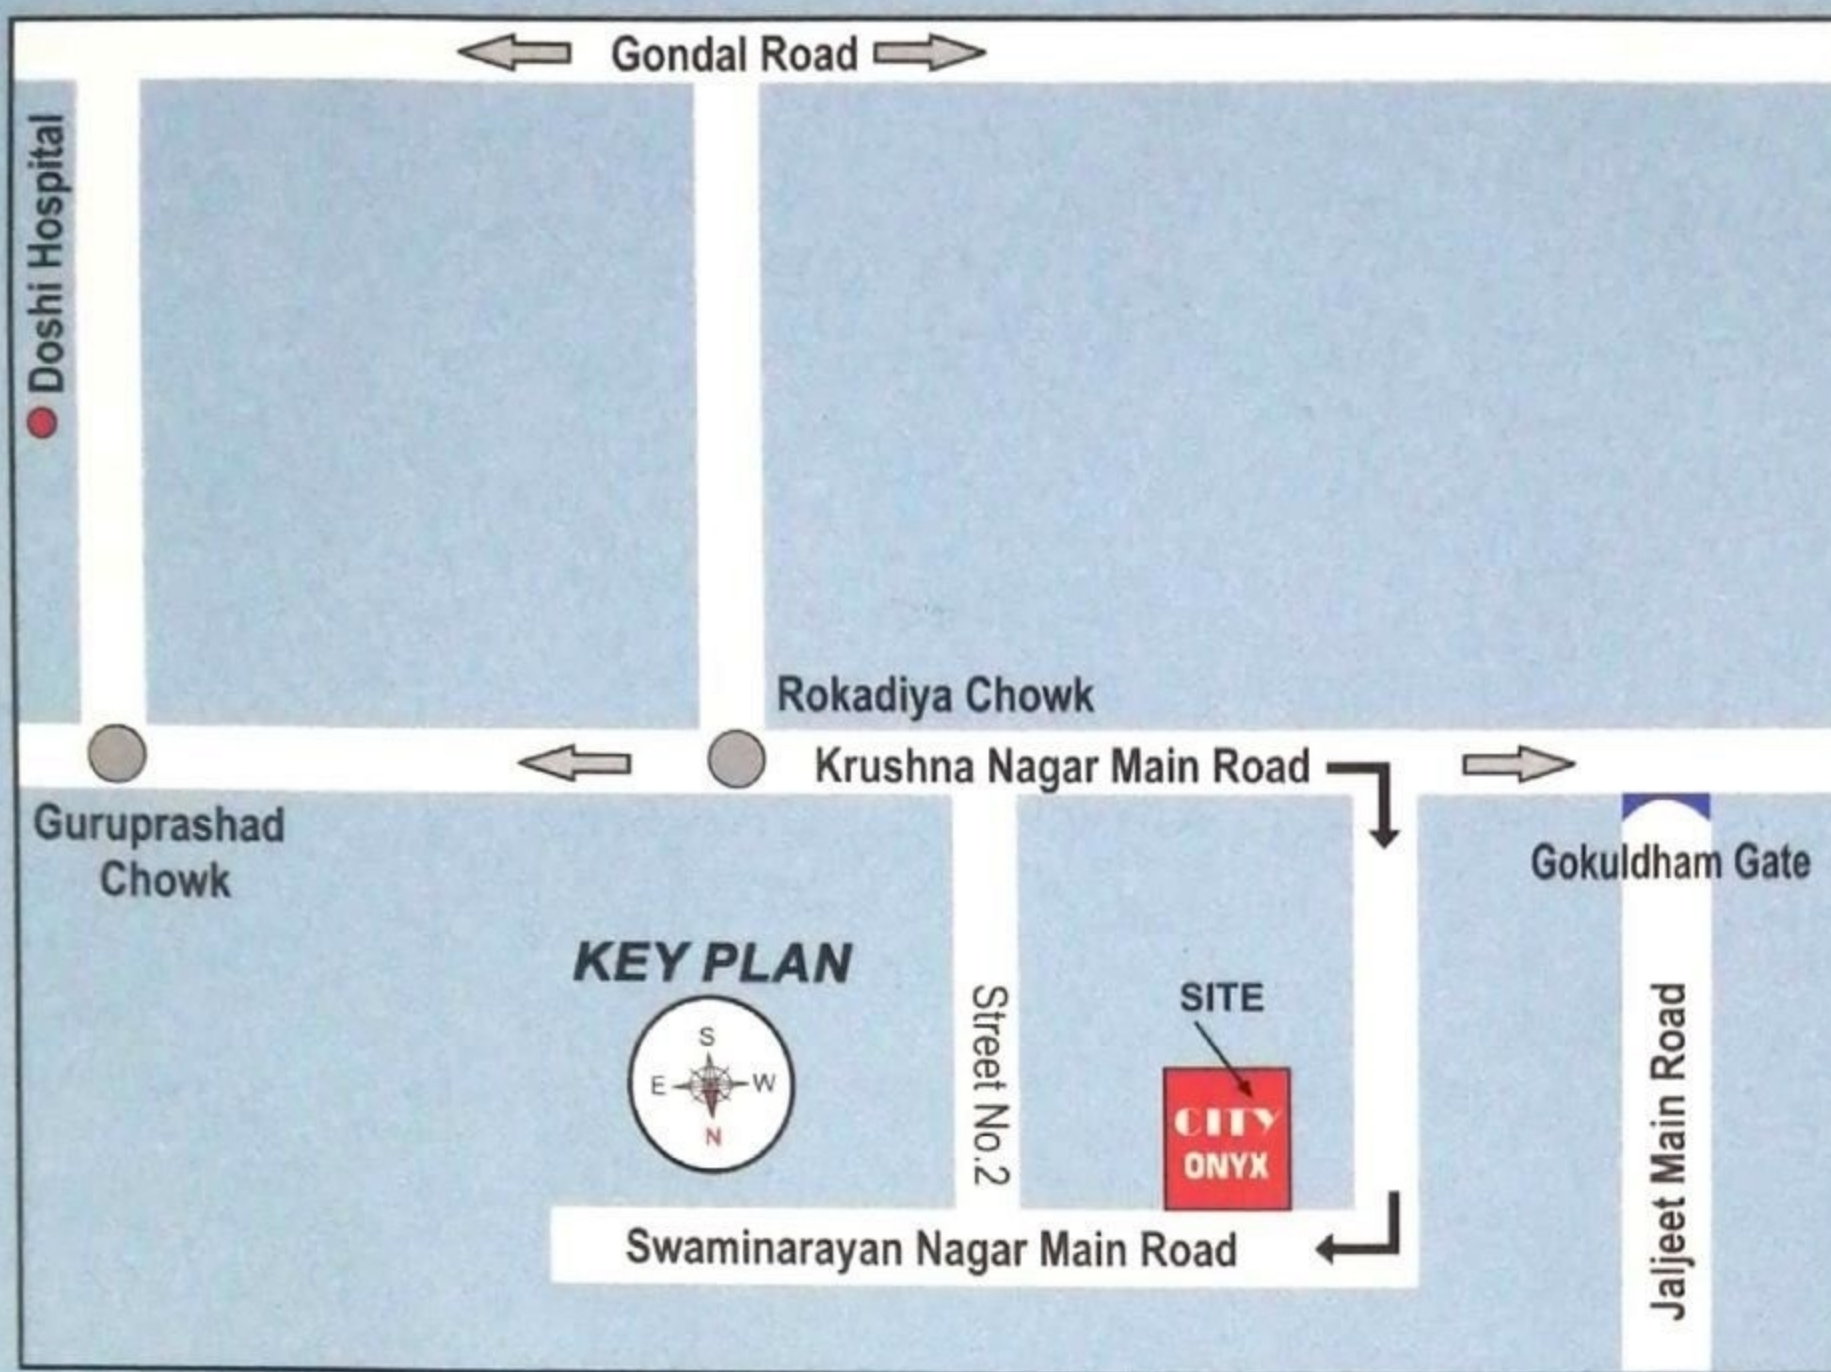 Gondal Road
Doshi Hospital
Rokadiya Chowk
Krushna Nagar Main Road
Guruprashad
Chowk
Gokuldham Gate
KEY PLAN
S
E W
N
Street No.2
SITE
CITY
ONYX
Jaljeet Main Road
Swaminarayan Nagar Main Road